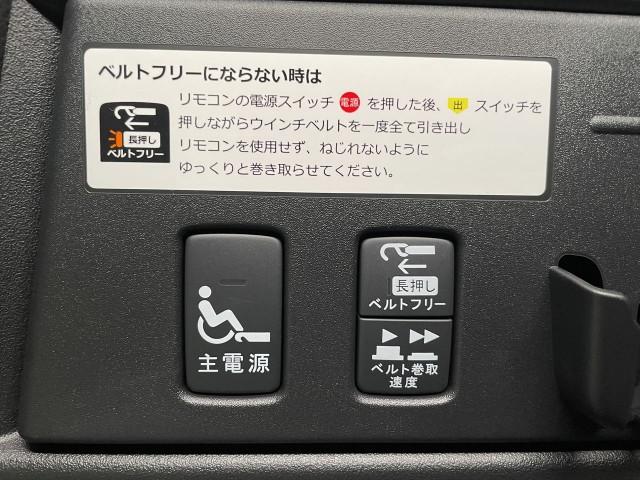 ベルトフリーにならない時は
リモコンの電源スイッチ 電源 を押した後、 出 スイッチを
押しながらウインチベルトを一度全て引き出し
リモコンを使用せず、ねじれないように
ゆっくりと巻き取らせてください。
長押し
ベルトフリー
主電源
長押し
ベルトフリー
ベルト巻取
速度